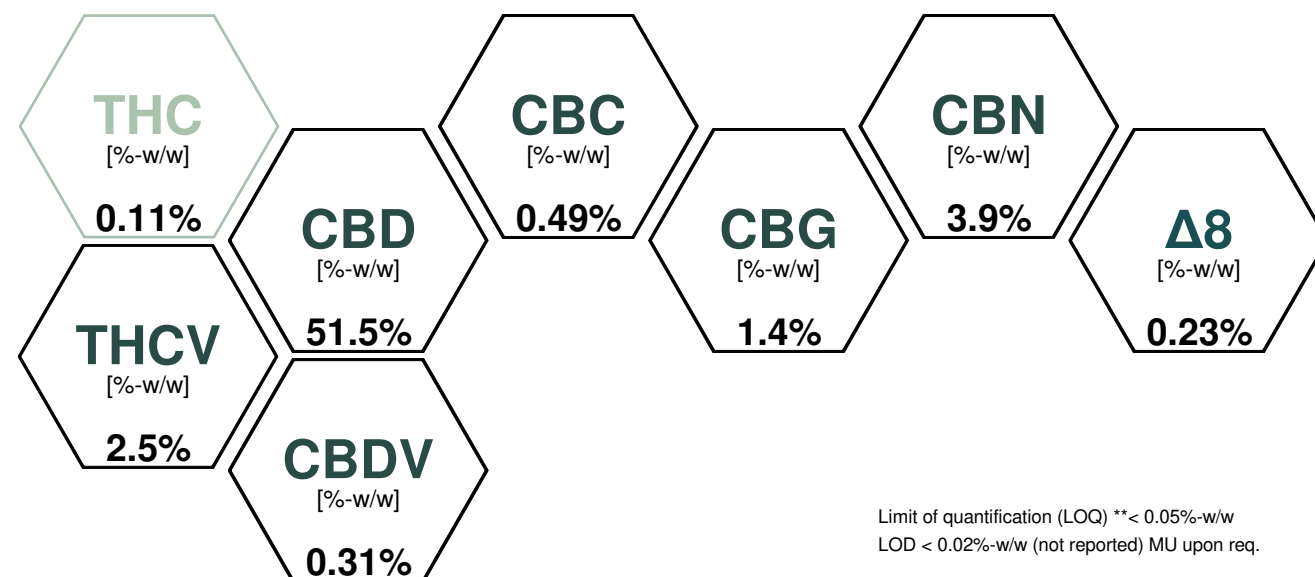 THC
[%-w/w]
0.11%
CBD
[%-w/w]
51.5%
CBC
[%-w/w]
0.49%
CBG
[%-w/w]
1.4%
CBN
[%-w/w]
3.9%
Δ8
[%-w/w]
0.23%
THCV
[%-w/w]
2.5%
CBDV
[%-w/w]
0.31%
Limit of quantification (LOQ) **< 0.05%-w/w
LOD < 0.02%-w/w (not reported) MU upon req.